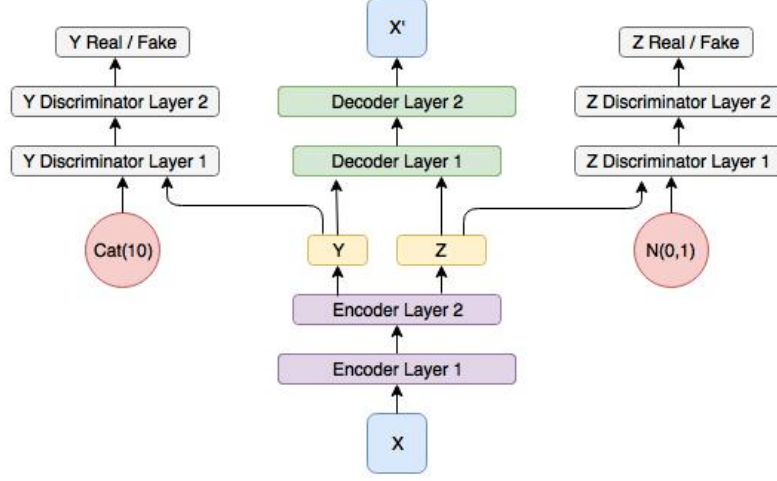 X'
Y Real / Fake
Z Real / Fake
Y Discriminator Layer 2
Decoder Layer 2
Z Discriminator Layer 2
Y Discriminator Layer 1
Decoder Layer 1
Z Discriminator Layer 1
Cat(10)
Y
Z
N(0,1)
Encoder Layer 2
Encoder Layer 1
X